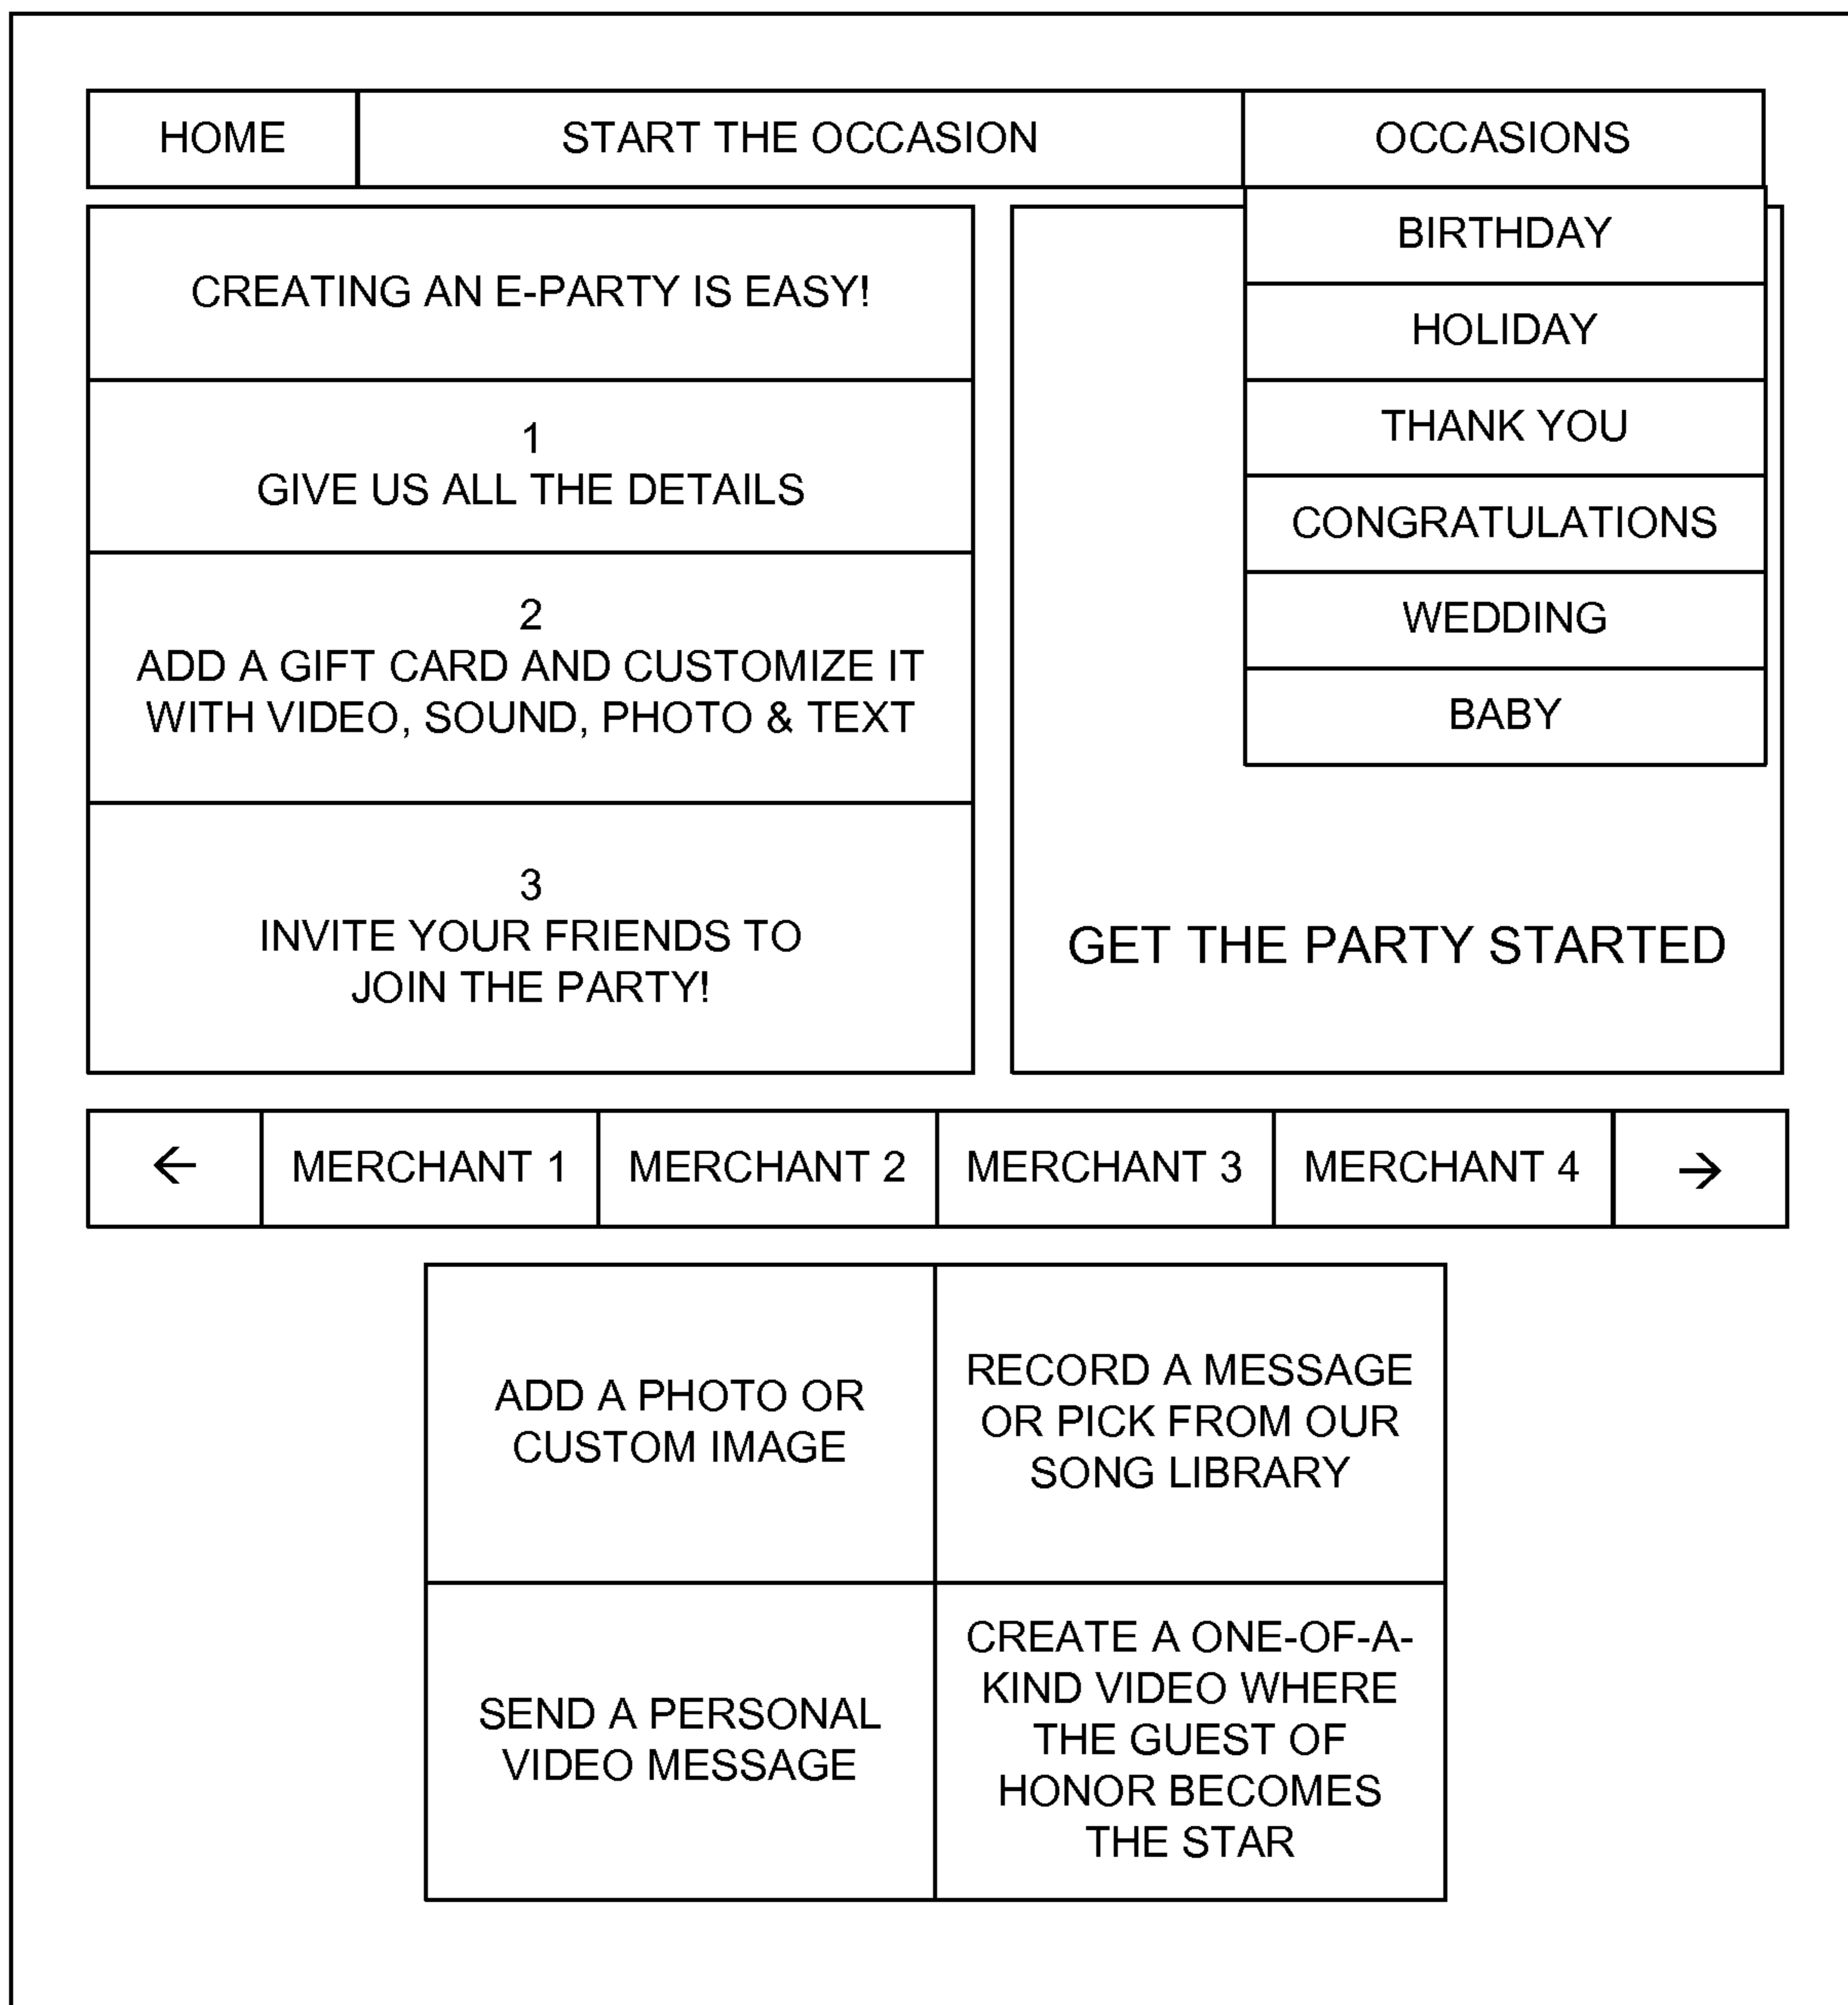 HOME
START THE OCCASION
OCCASIONS
BIRTHDAY
HOLIDAY
THANK YOU
CONGRATULATIONS
WEDDING
BABY
CREATING AN E-PARTY IS EASY!
1
GIVE US ALL THE DETAILS
2
ADD A GIFT CARD AND CUSTOMIZE IT
WITH VIDEO, SOUND, PHOTO & TEXT
3
INVITE YOUR FRIENDS TO
JOIN THE PARTY!
GET THE PARTY STARTED
←
MERCHANT 1
MERCHANT 2
MERCHANT 3
MERCHANT 4
→
ADD A PHOTO OR
CUSTOM IMAGE
RECORD A MESSAGE
OR PICK FROM OUR
SONG LIBRARY
SEND A PERSONAL
VIDEO MESSAGE
CREATE A ONE-OF-A-
KIND VIDEO WHERE
THE GUEST OF
HONOR BECOMES
THE STAR